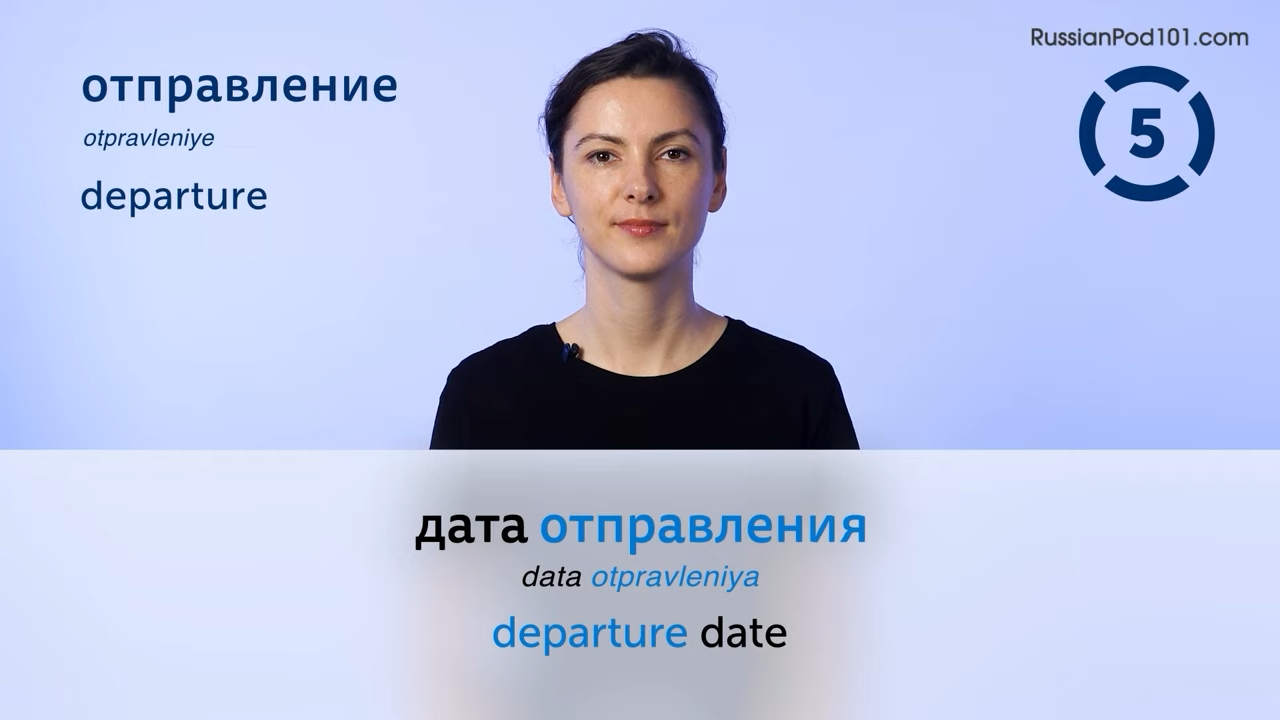 RussianPod101.com
отправление
otpravleniye
departure
5
дата отправления
data otpravleniya
departure date